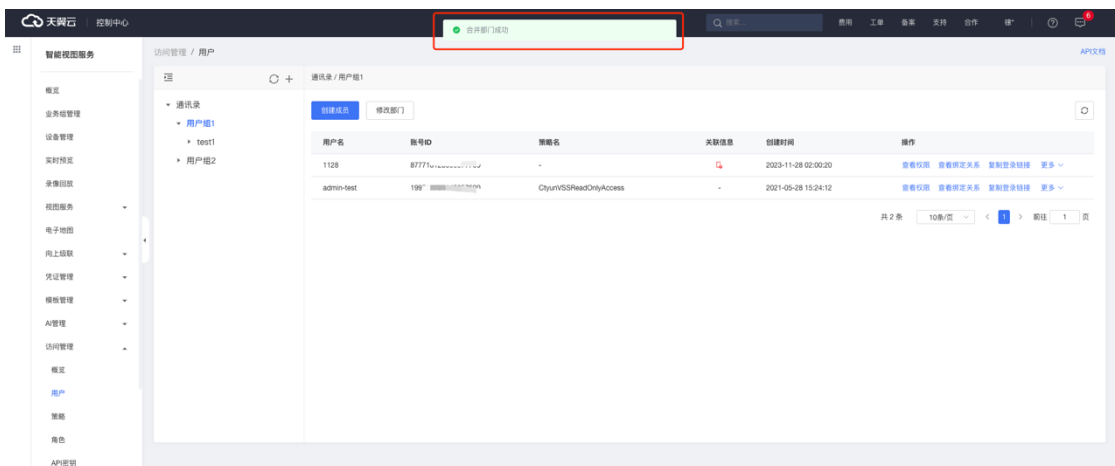 天翼云 控制中心 合并部门成功 搜索... 费用 工单 备案 支持 合作 6
智能视图服务 访问管理 / 用户 API文档
通讯录 / 用户组1
概览
通讯录
创建成员 修改部门
业务组管理
用户组1
设备管理
test1
用户名 账号ID 策略名 关联信息 创建时间 操作
实时预览
用户组2
1128 - 2023-11-28 02:00:20 查看权限 查看绑定关系 复制登录链接 更多
录像回放
admin-test CtyunVSSReadOnlyAccess - 2021-05-28 15:24:12 查看权限 查看绑定关系 复制登录链接 更多
视图服务
共 2 条 10条/页 < 1 > 前往 1 页
电子地图
向上级联
凭证管理
模板管理
AI管理
访问管理
概览
用户
策略
角色
API密钥